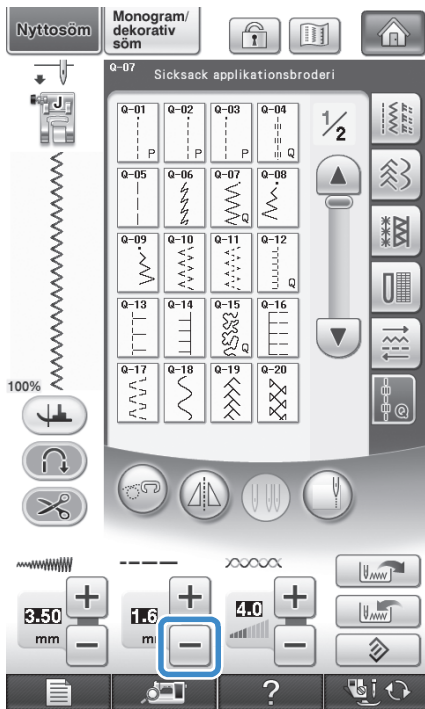 Nyttosöm
Monogram/
dekorativ
söm
Q-07
Sicksack applikationsbroderi
J
Q-01 Q-02 Q-03 Q-04
P P P Q
1/2
Q-05 Q-06 Q-07 Q-08
Q
Q-09 Q-10 Q-11 Q-12
Q
Q-13 Q-14 Q-15 Q-16
Q
Q-17 Q-18 Q-19 Q-20
Q
100%
3.50 1.6 4.0
mm
?